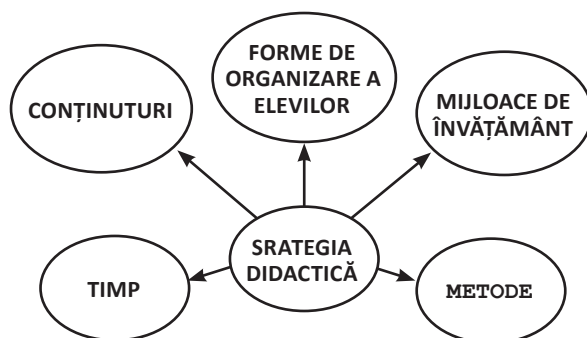 FORME DE
ORGANIZARE A
ELEVILOR
CONȚINUTURI
MIJLOACE DE
ÎNVĂȚĂMÂNT
SRATEGIA
DIDACTICĂ
TIMP
METODE